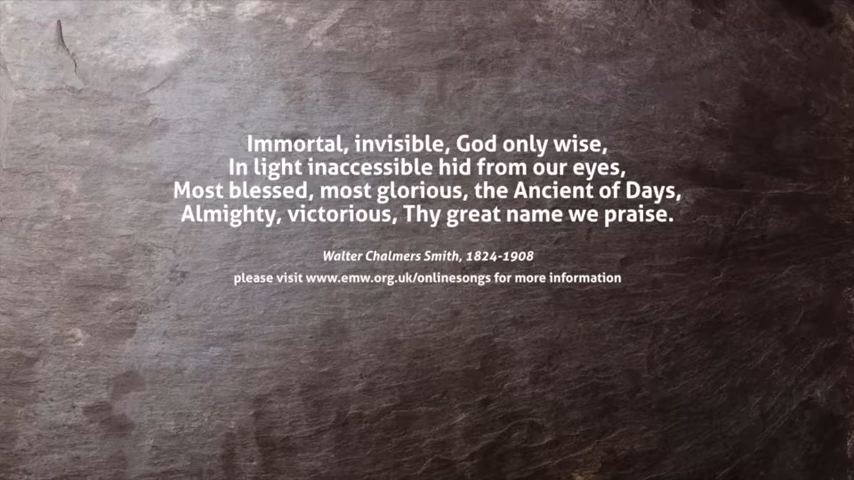 Immortal, invisible, God only wise,
In light inaccessible hid from our eyes,
Most blessed, most glorious, the Ancient of Days,
Almighty, victorious, Thy great name we praise.
Walter Chalmers Smith, 1824-1908
please visit www.emw.org.uk/onlinesongs for more information